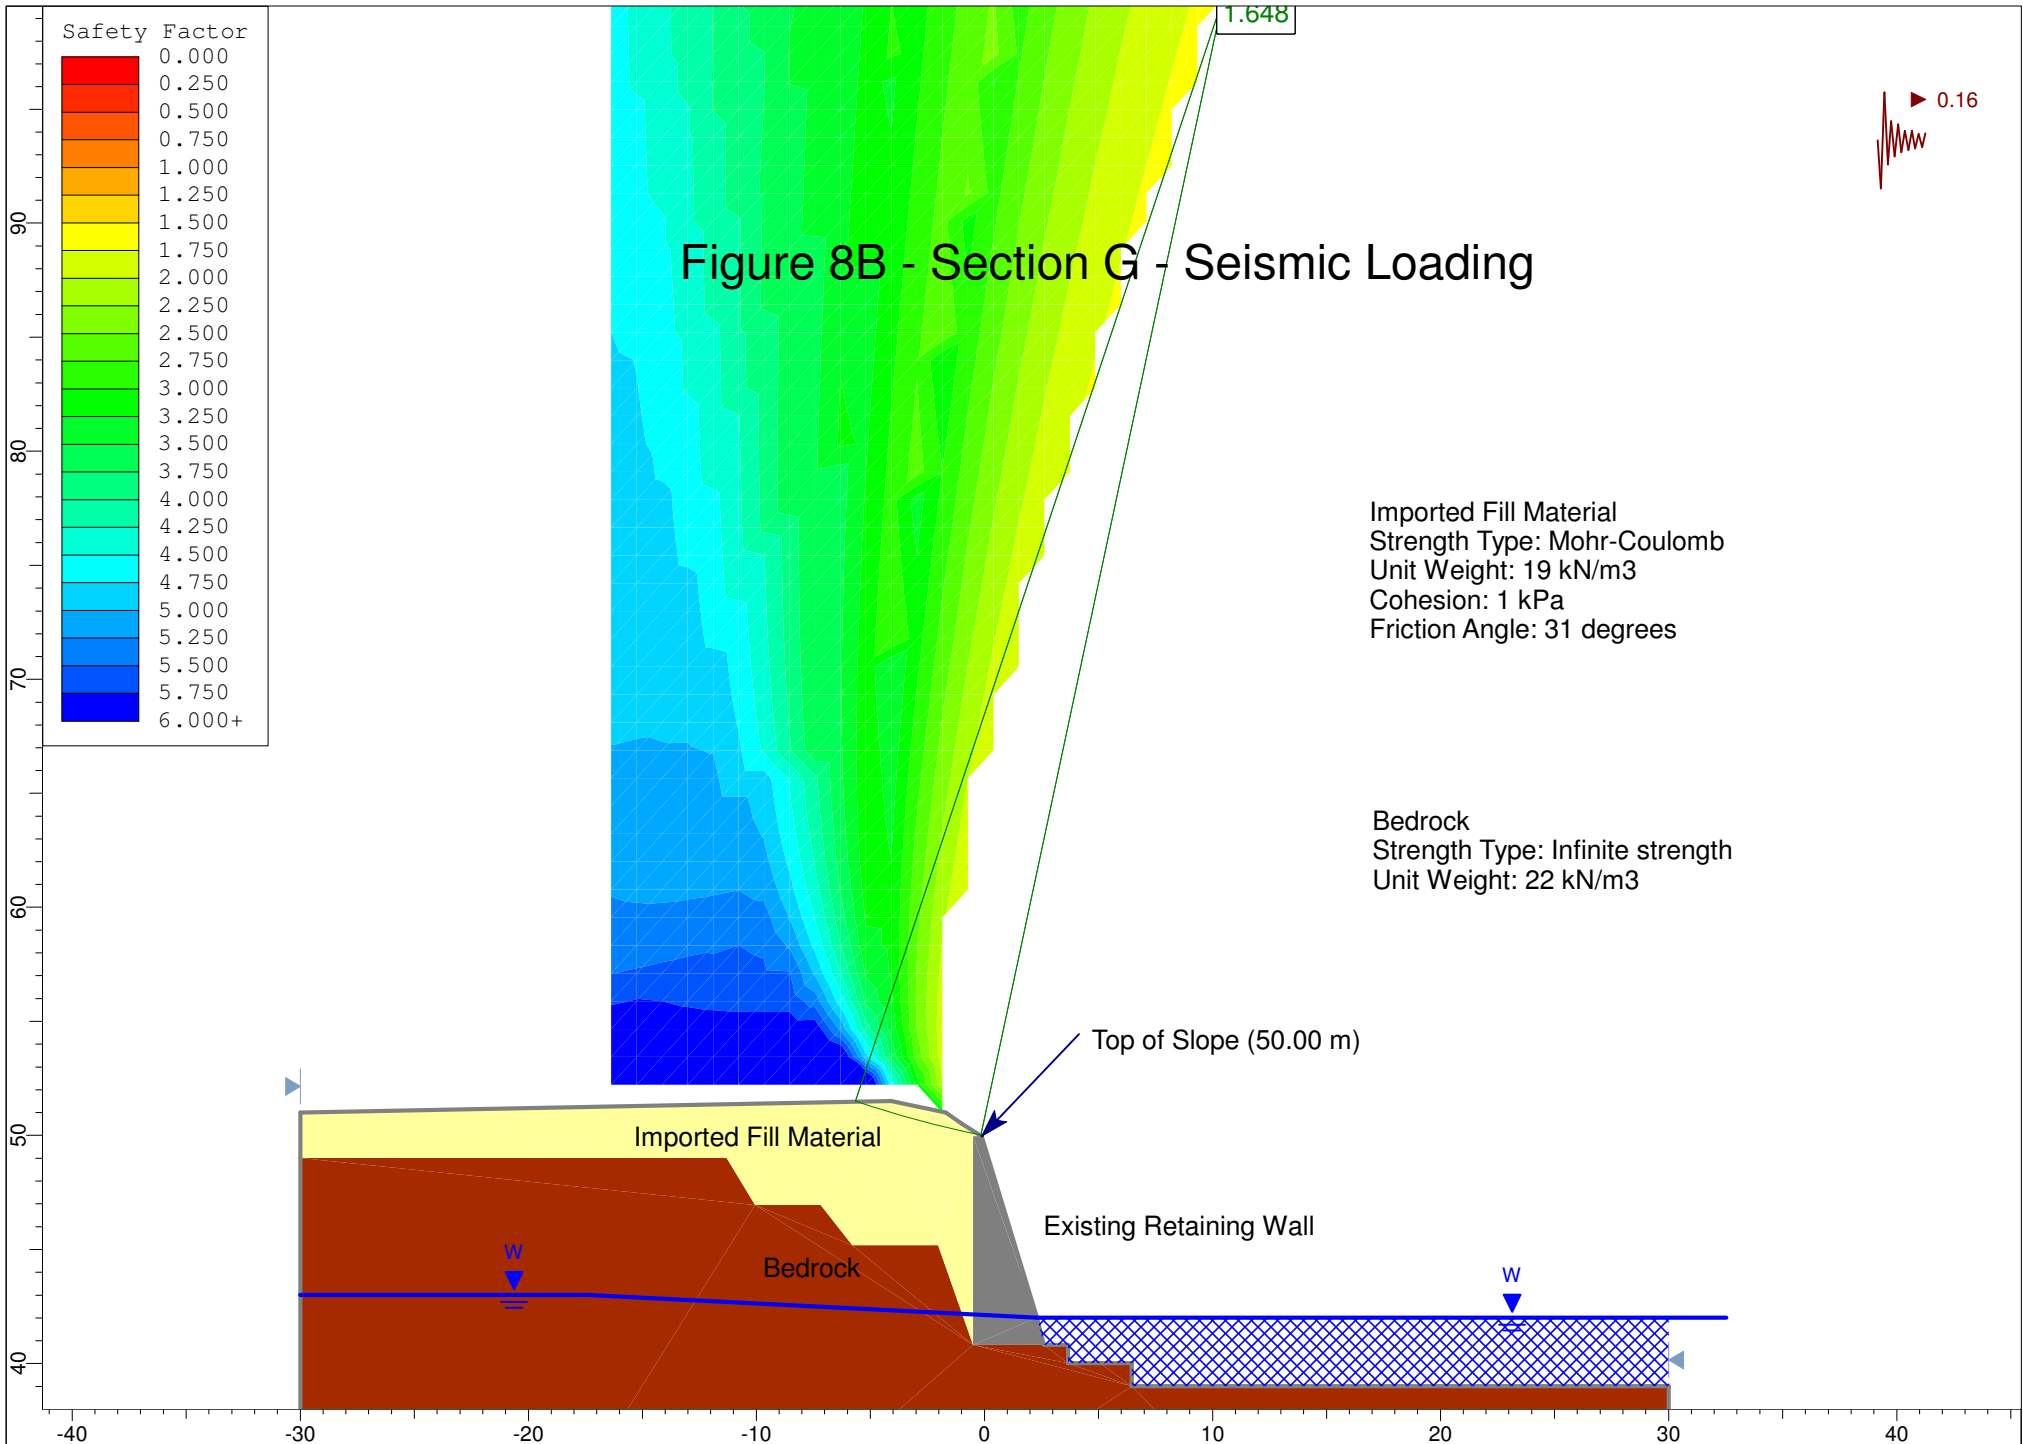 1.648
Safety Factor
0.000
0.250
0.500
0.750
1.000
1.250
1.500
1.750
2.000
2.250
2.500
2.750
3.000
3.250
3.500
3.750
4.000
4.250
4.500
4.750
5.000
5.250
5.500
5.750
6.000+
0.16
Figure 8B - Section G - Seismic Loading
Imported Fill Material
Strength Type: Mohr-Coulomb
Unit Weight: 19 kN/m3
Cohesion: 1 kPa
Friction Angle: 31 degrees
Bedrock
Strength Type: Infinite strength
Unit Weight: 22 kN/m3
Top of Slope (50.00 m)
Imported Fill Material
Existing Retaining Wall
Bedrock
W
W
90
80
70
60
50
40
-40 -30 -20 -10 0 10 20 30 40